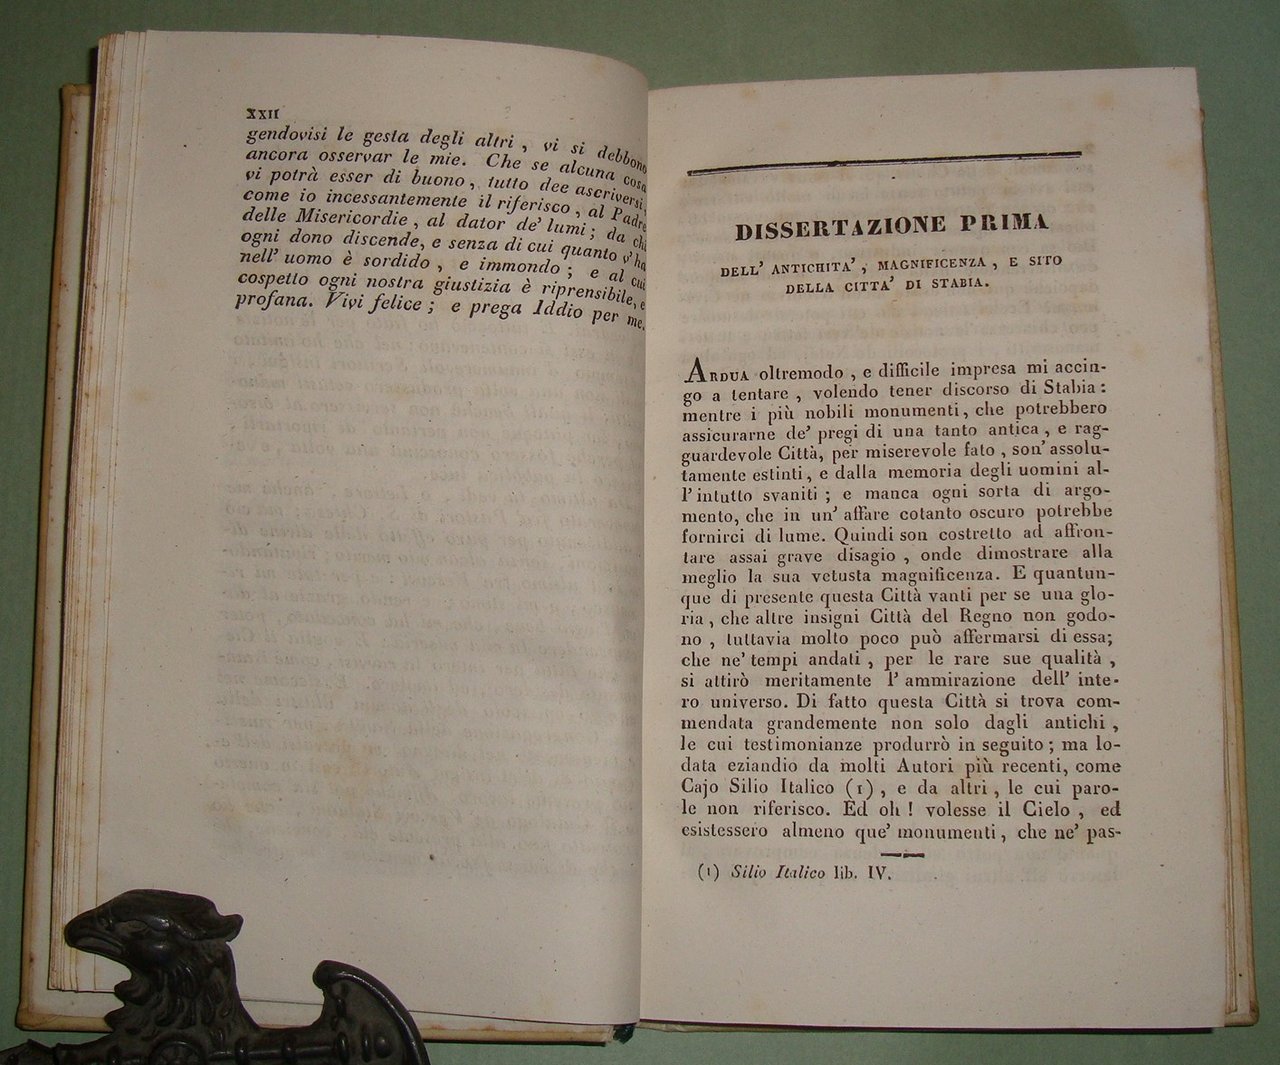 XXII
gendovisi le gesta degli altri , vi si debbono
ancora osservar le mie. Che se alcuna cosa
vi potrà esser di buono , tutto dee ascriversi,
come io incessantemente il riferisco , al Padre
delle Misericordie , al dator de' lumi ; da chi
ogni dono discende, e senza di cui quanto v'ha
nell' uomo è sordido , e immondo ; e al cui
cospetto ogni nostra giustizia è riprensibile, e
profana. Vivi felice ; e prega Iddio per me.
DISSERTAZIONE PRIMA
DELL' ANTICHITA' , MAGNIFICENZA , E SITO
DELLA CITTA' DI STABIA.
ARDUA oltremodo , e difficile impresa mi accin-
go a tentare , volendo tener discorso di Stabia :
mentre i più nobili monumenti, che potrebbero
assicurarne de' pregi di una tanto antica , e rag-
guardevole Città, per miserevole fato , son' assolu-
tamente estinti, e dalla memoria degli uomini al-
l'intutto svaniti ; e manca ogni sorta di argo-
mento, che in un' affare cotanto oscuro potrebbe
fornirci di lume. Quindi son costretto ad affron-
tare assai grave disagio , onde dimostrare alla
meglio la sua vetusta magnificenza. E quantun-
que di presente questa Città vanti per se una glo-
ria , che altre insigni Città del Regno non godo-
no , tuttavia molto poco può affermarsi di essa;
che ne' tempi andati , per le rare sue qualità ,
si attirò meritamente l' ammirazione dell' inte-
ro universo. Di fatto questa Città si trova com-
mendata grandemente non solo dagli antichi ,
le cui testimonianze produrrò in seguito ; ma lo-
data eziandio da molti Autori più recenti, come
Cajo Silio Italico (1) , e da altri , le cui paro-
le non riferisco. Ed oh ! volesse il Cielo , ed
esistessero almeno que' monumenti , che ne' pas-
(1) Silio Italico lib. IV.